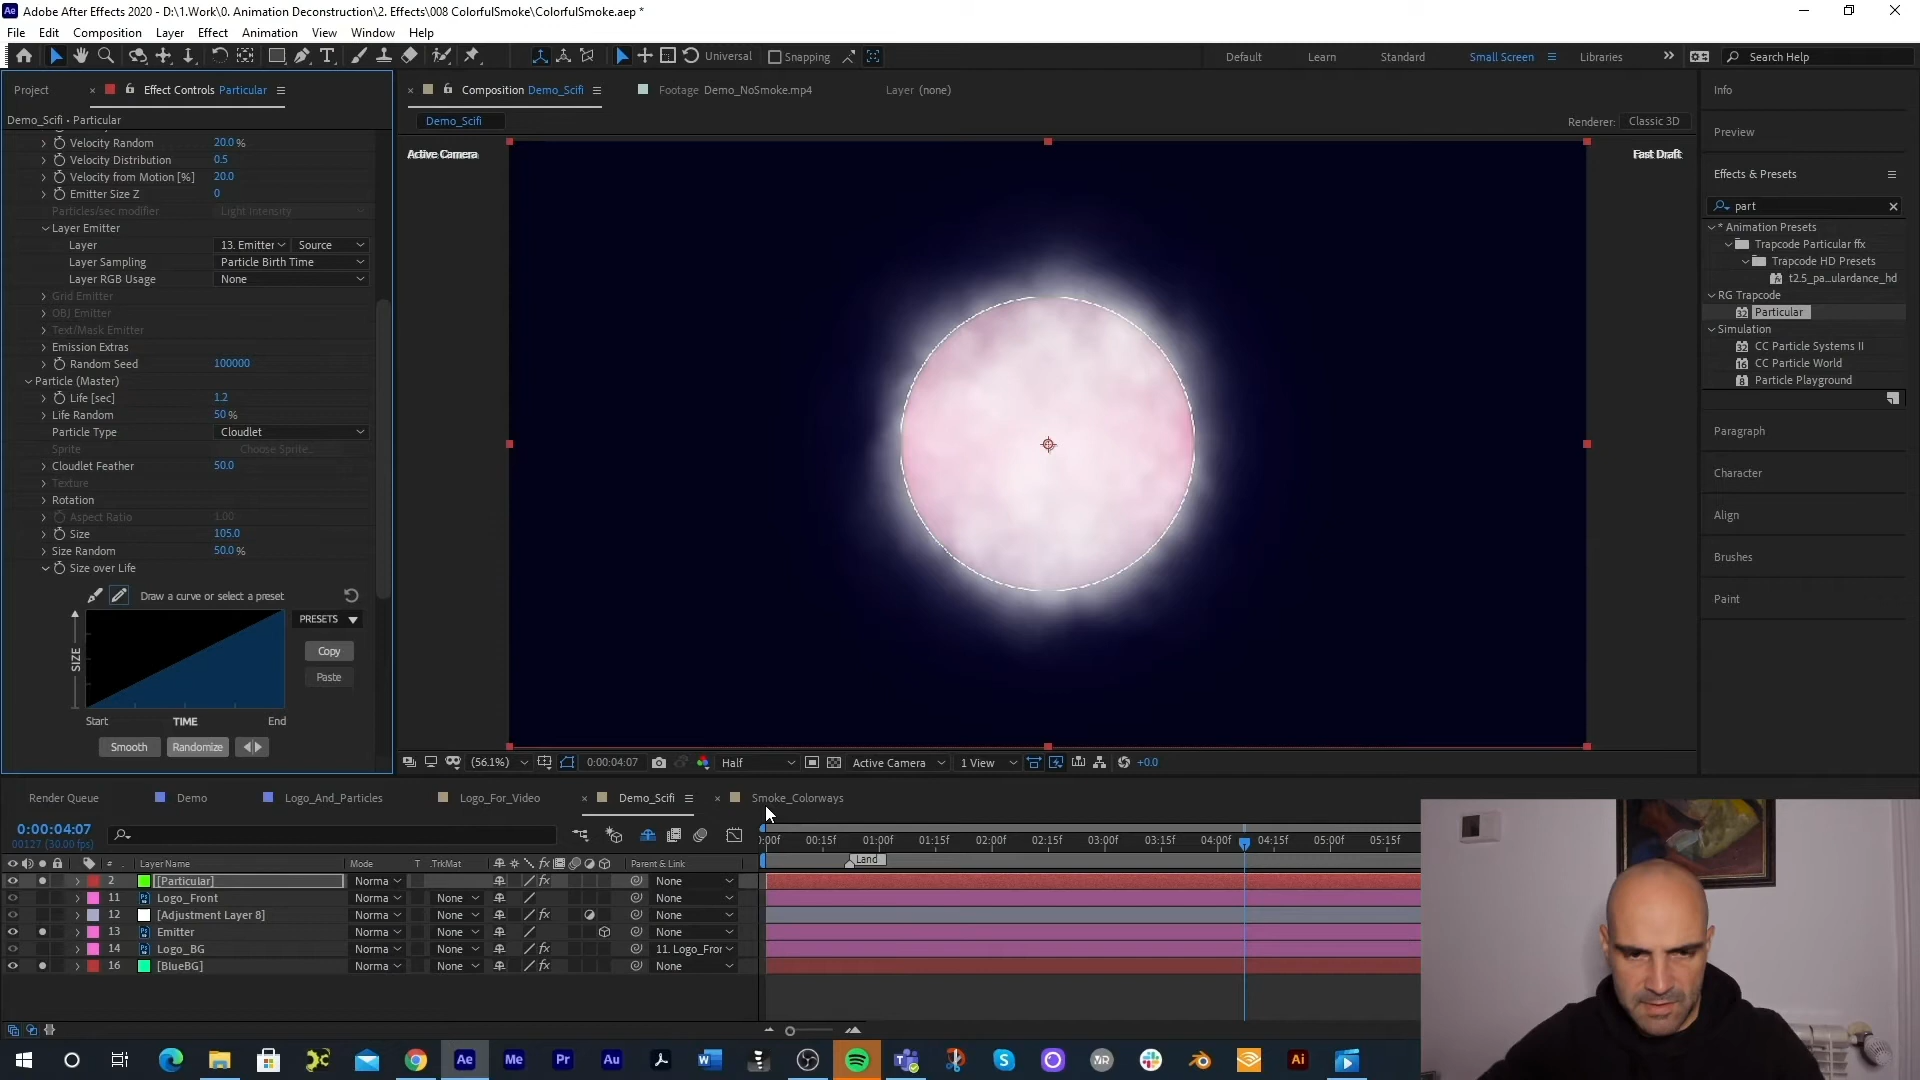 Adobe After Effects 2020 - D:\1.Work\0. Animation Deconstruction\2. Effects\008 ColorfulSmoke\ColorfulSmoke.aep *
File Edit Composition Layer Effect Animation View Window Help
Universal Snapping Default Learn Standard Small Screen Libraries Search Help
Project Effect Controls Particular Composition Demo_Scifi Footage Demo_NoSmoke.mp4 Layer (none) Info
Demo_Scifi • Particular Demo_Scifi Renderer: Classic 3D
Preview
Velocity Random 20.0 %
Velocity Distribution 0.5
Velocity from Motion [%] 20.0
Emitter Size Z 0
Particles/sec modifier Light Intensity
Layer Emitter
Layer 13. Emitter Source
Layer Sampling Particle Birth Time
Layer RGB Usage None
Grid Emitter
OBJ Emitter
Text/Mask Emitter
Emission Extras
Random Seed 100000
Particle (Master)
Life [sec] 1.2
Life Random 50 %
Particle Type Cloudlet
Sprite Choose Sprite...
Cloudlet Feather 50.0
Texture
Rotation
Aspect Ratio 1.00
Size 105.0
Size Random 50.0 %
Size over Life
Draw a curve or select a preset
PRESETS
Copy
Paste
SIZE
Start TIME End
Smooth Randomize
Active Camera Fast Draft
(56.1%) 0:00:04:07 Half Active Camera 1 View +0.0
Effects & Presets
part
* Animation Presets
Trapcode Particular ffx
Trapcode HD Presets
t2.5_pa...ulardance_hd
RG Trapcode
32 Particular
Simulation
32 CC Particle Systems II
16 CC Particle World
8 Particle Playground
Paragraph
Character
Align
Brushes
Paint
Render Queue Demo Logo_And_Particles Logo_For_Video Demo_Scifi Smoke_Colorways
0:00:04:07
00127 (30.00 fps)
:00f 00:15f 01:00f 01:15f 02:00f 02:15f 03:00f 03:15f 04:00f 04:15f 05:00f 05:15f
# Layer Name Mode T .TrkMat Parent & Link
Land
2 [Particular] Norma None
11 Logo_Front Norma None None
12 [Adjustment Layer 8] Norma None None
13 Emitter Norma None None
14 Logo_BG Norma None 11. Logo_Fror
16 [BlueBG] Norma None None
Ae Me Pr Au Ai